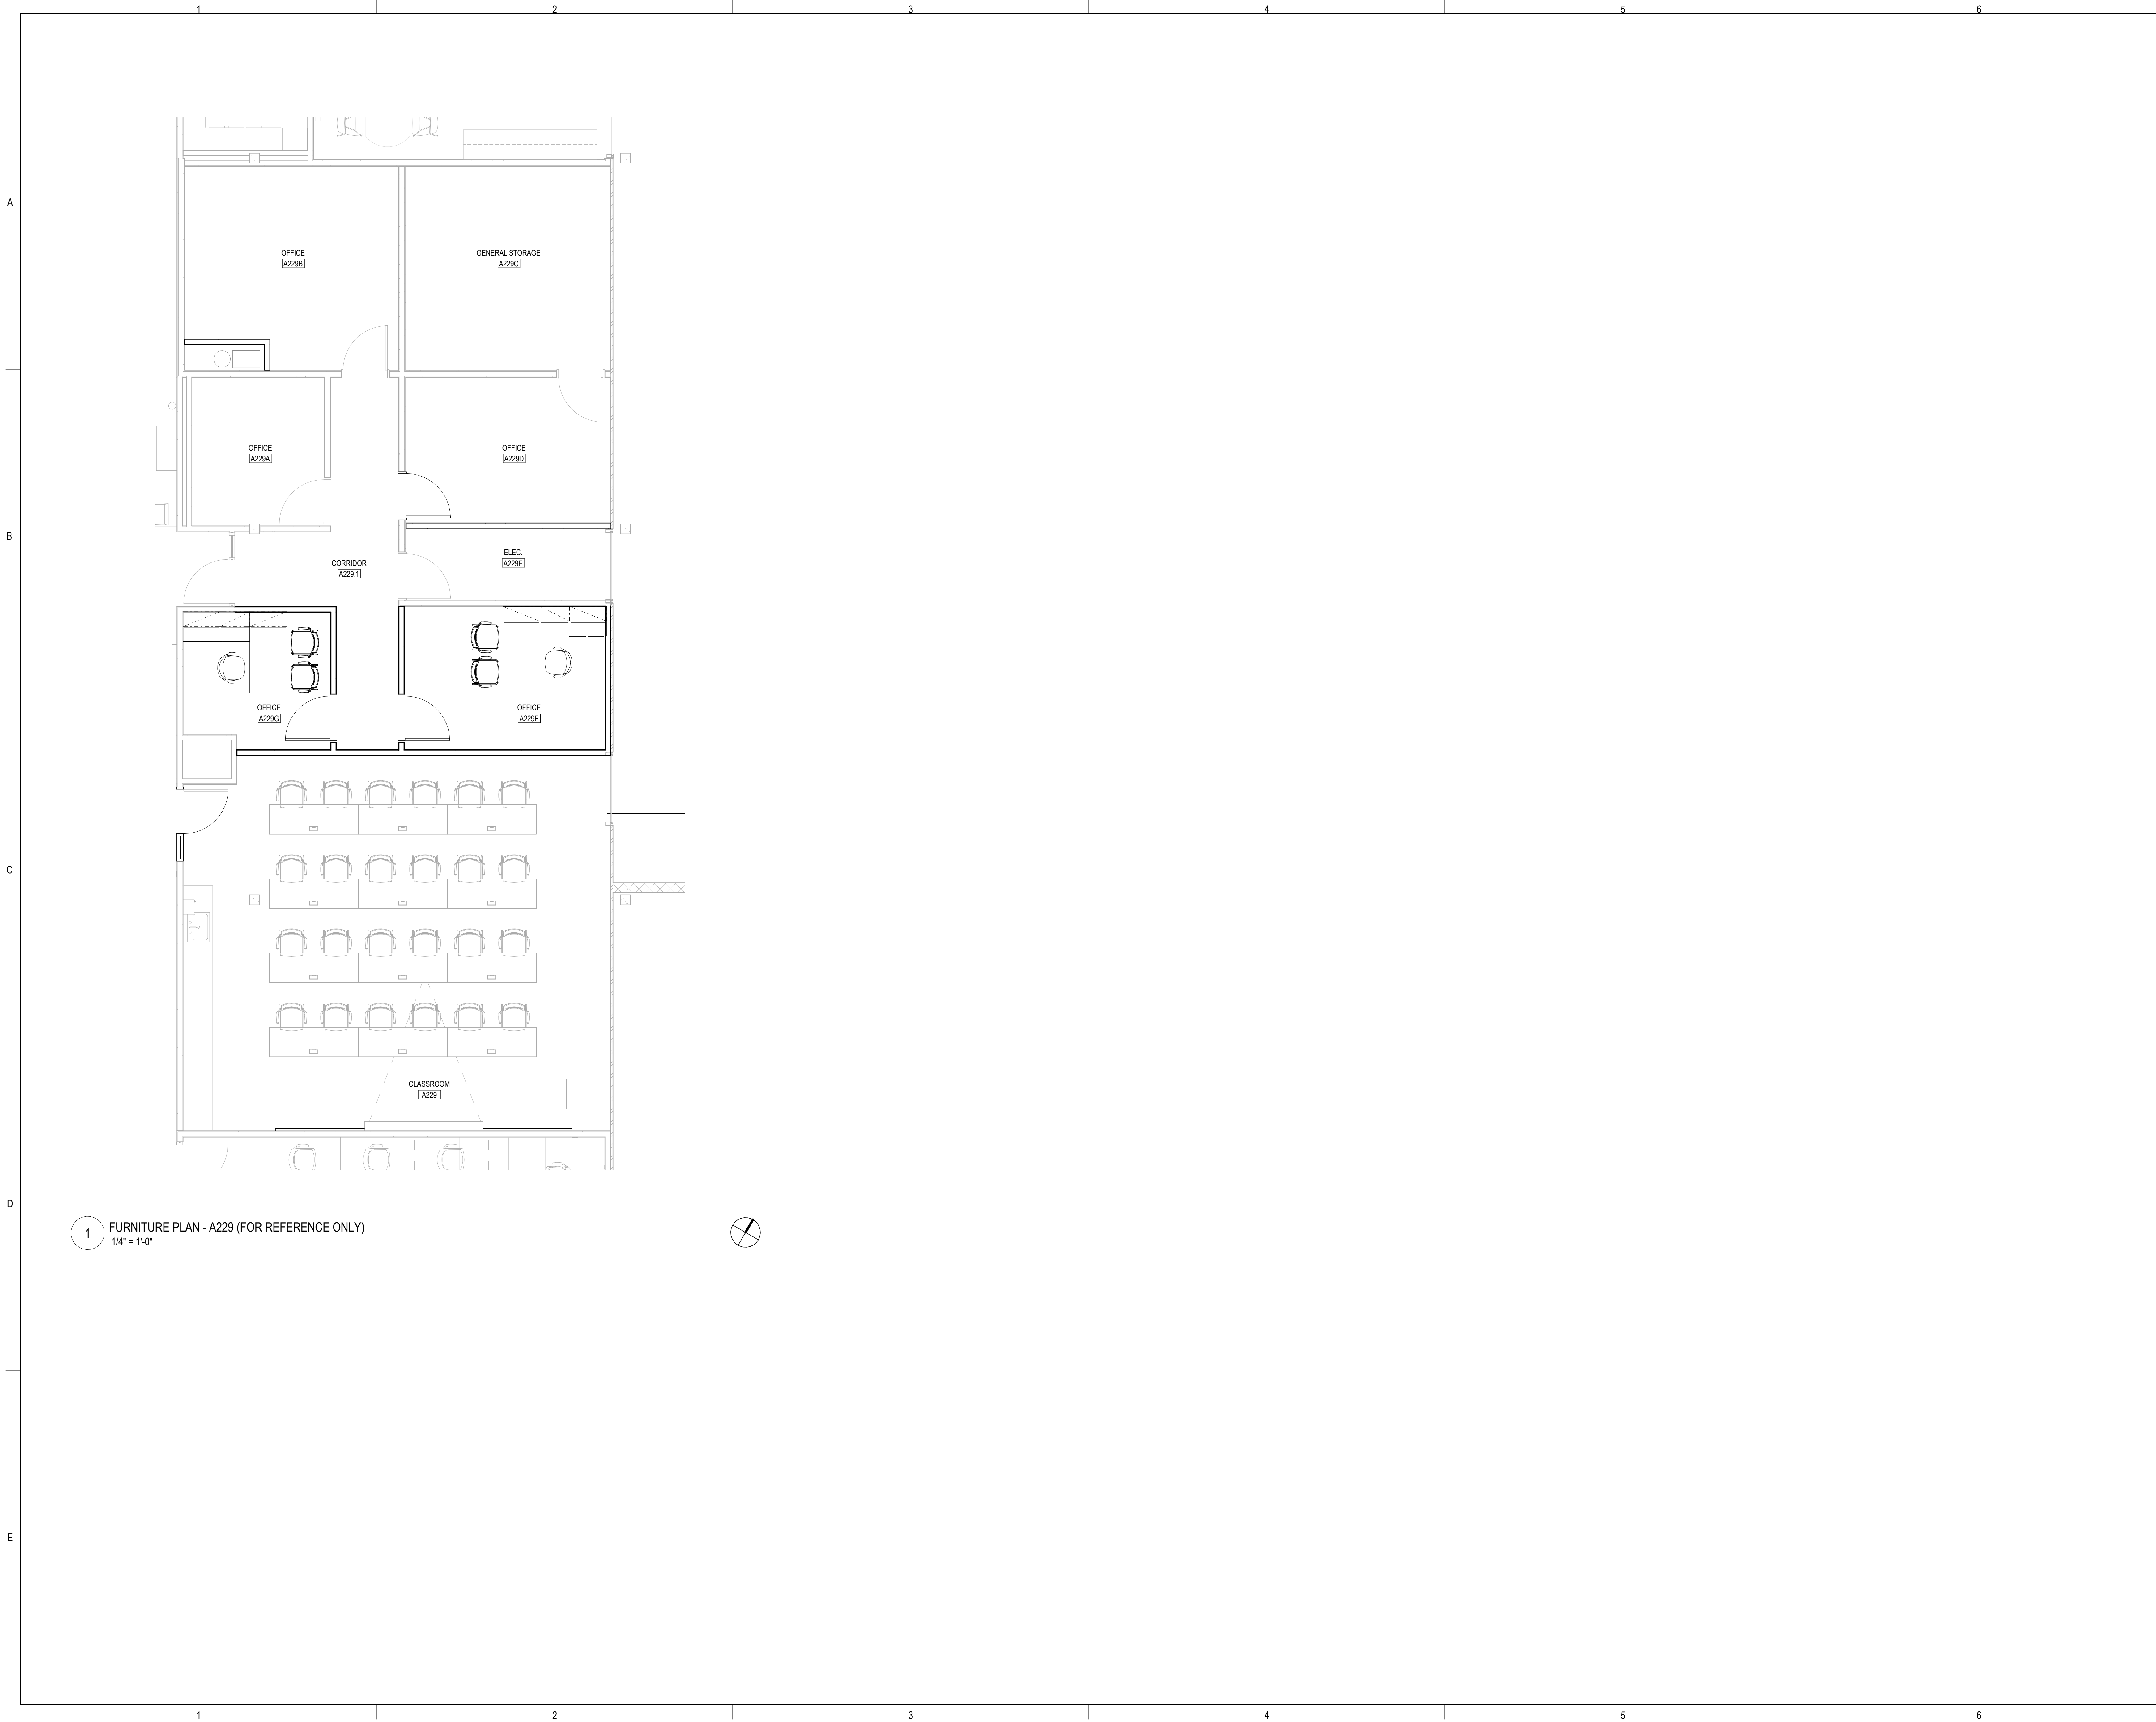 1 2 3 4 5 6
A
OFFICE
A229B
GENERAL STORAGE
A229C
OFFICE
A229A
OFFICE
A229D
B
CORRIDOR
A229.1
ELEC.
A229E
OFFICE
A229G
OFFICE
A229F
C
CLASSROOM
A229
D
1
FURNITURE PLAN - A229 (FOR REFERENCE ONLY)
1/4" = 1'-0"
E
1 2 3 4 5 6